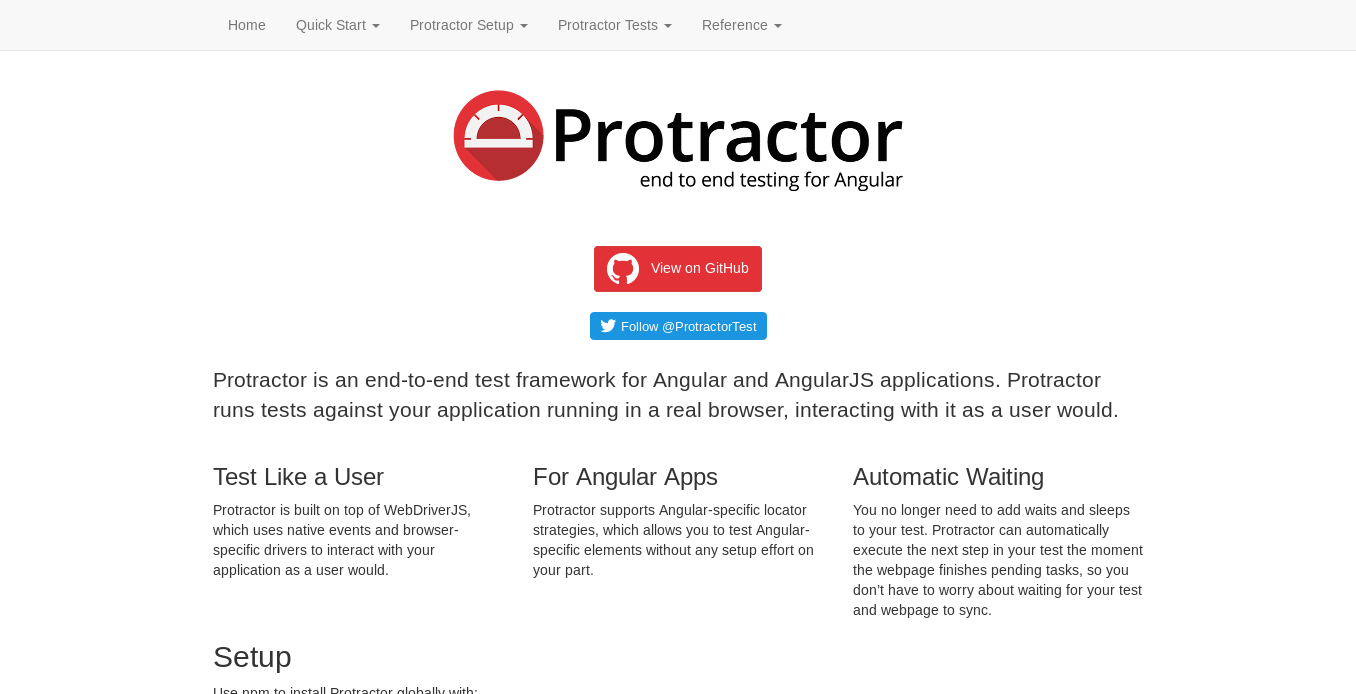 Home Quick Start Protractor Setup Protractor Tests Reference
Protractor
end to end testing for Angular
View on GitHub
Follow @ProtractorTest
Protractor is an end-to-end test framework for Angular and AngularJS applications. Protractor
runs tests against your application running in a real browser, interacting with it as a user would.
Test Like a User
Protractor is built on top of WebDriverJS,
which uses native events and browser-
specific drivers to interact with your
application as a user would.
For Angular Apps
Protractor supports Angular-specific locator
strategies, which allows you to test Angular-
specific elements without any setup effort on
your part.
Automatic Waiting
You no longer need to add waits and sleeps
to your test. Protractor can automatically
execute the next step in your test the moment
the webpage finishes pending tasks, so you
don’t have to worry about waiting for your test
and webpage to sync.
Setup
Use npm to install Protractor globally with: